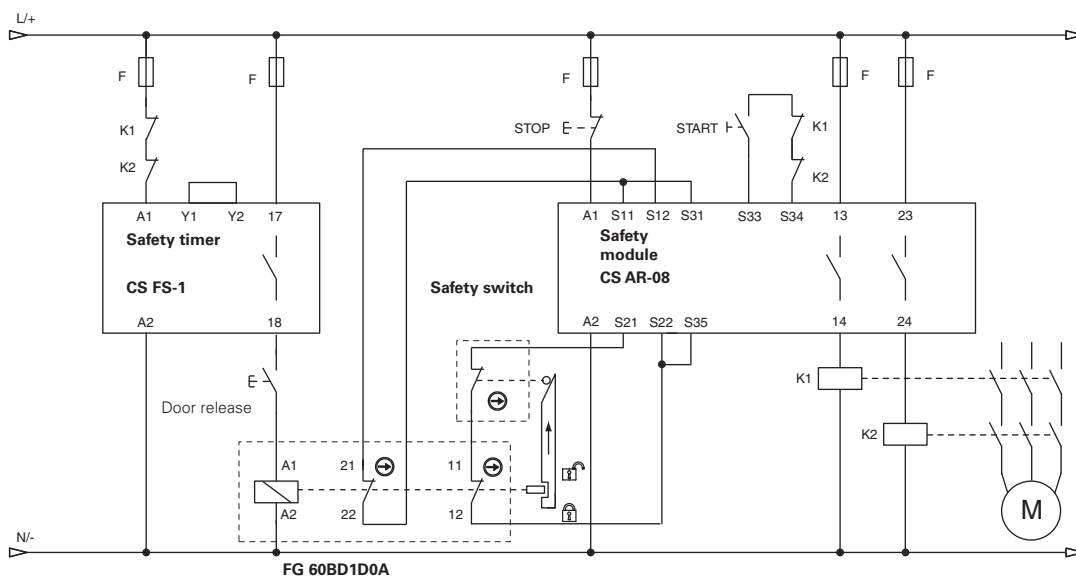 L/+
F
F
F
F
F
K1
K2
STOP
START
K1
K2
A1 Y1 Y2 17
Safety timer
CS FS-1
A2 18
A1 S11 S12 S31 S33 S34 13 23
Safety
module
CS AR-08
A2 S21 S22 S35 14 24
Safety switch
Door release
K1
K2
A1
A2
21
22
11
12
M
N/-
FG 60BD1D0A